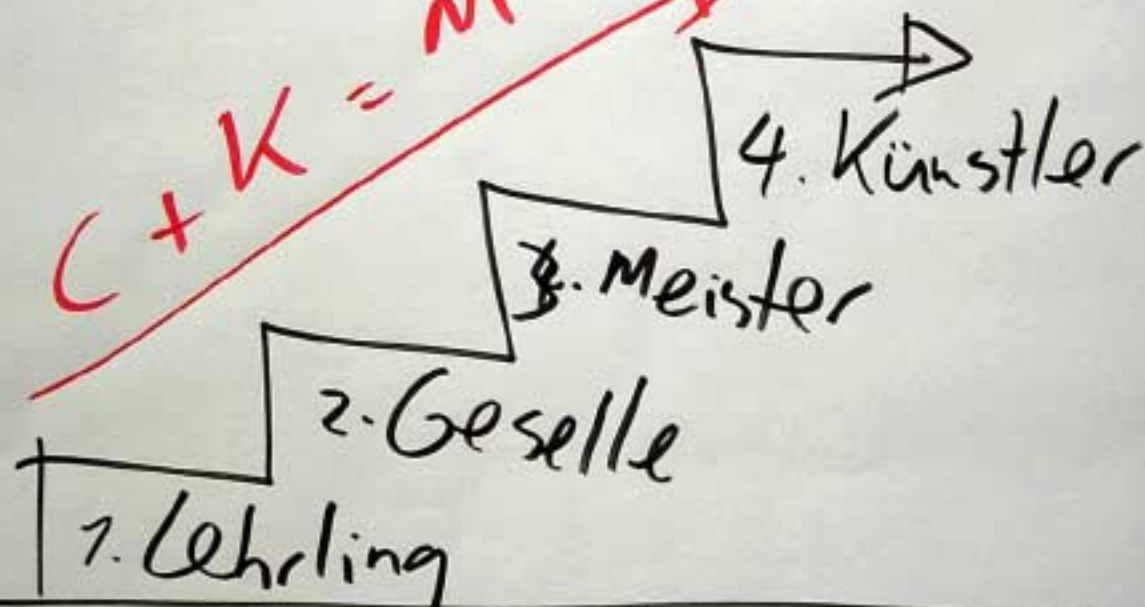 C + K = M
4. Künstler
3. Meister
2. Geselle
1. Lehrling